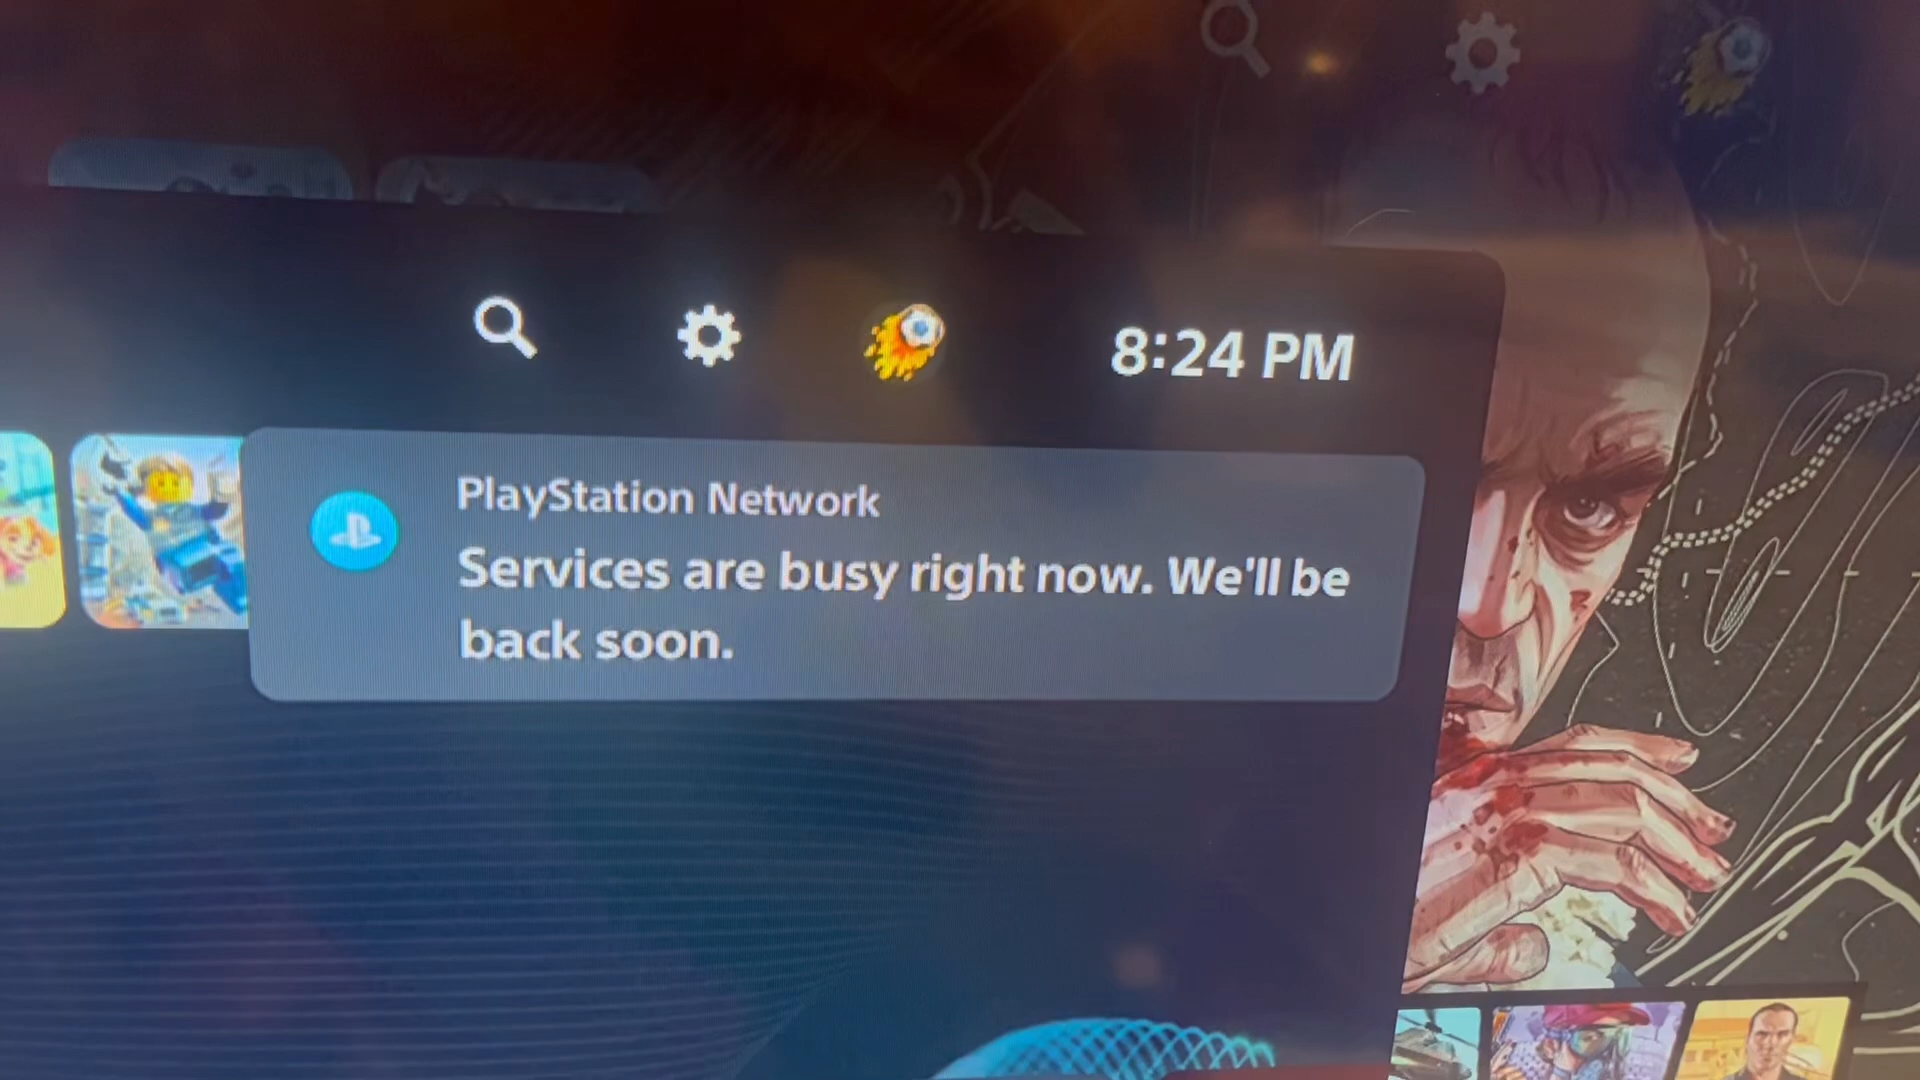 8:24 PM
PlayStation Network
Services are busy right now. We'll be
back soon.